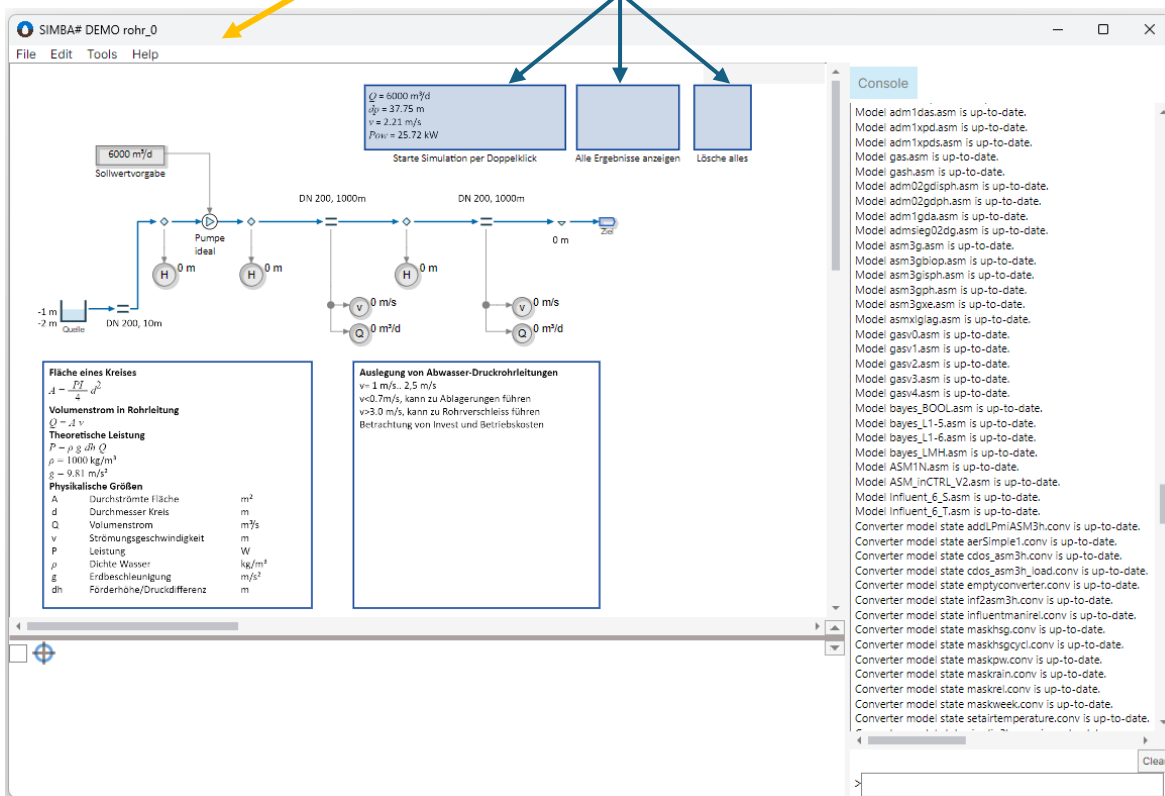 SIMBA# DEMO rohr_0
File Edit Tools Help
Q = 6000 m³/d
dp = 37.75 m
v = 2.21 m/s
Pow = 25.72 kW
Starte Simulation per Doppelklick
Alle Ergebnisse anzeigen
Lösche alles
6000 m³/d
Sollwertvorgabe
DN 200, 1000m
DN 200, 1000m
Pumpe
ideal
0 m
Ziel
H
0 m
H
0 m
H
0 m
v
0 m/s
Q
0 m³/d
v
0 m/s
Q
0 m³/d
-1 m
-2 m
Quelle
DN 200, 10m
Fläche eines Kreises
A = PI/4 d²
Volumenstrom in Rohrleitung
Q = A v
Theoretische Leistung
P = ρ g dh Q
ρ = 1000 kg/m³
g = 9.81 m/s²
Physikalische Größen
A Durchströmte Fläche m²
d Durchmesser Kreis m
Q Volumenstrom m³/s
v Strömungsgeschwindigkeit m
P Leistung W
ρ Dichte Wasser kg/m³
g Erdbeschleunigung m/s²
dh Förderhöhe/Druckdifferenz m
Auslegung von Abwasser-Druckrohrleitungen
v= 1 m/s.. 2,5 m/s
v<0.7m/s, kann zu Ablagerungen führen
v>3.0 m/s, kann zu Rohrverschleiss führen
Betrachtung von Invest und Betriebskosten
Console
Model adm1das.asm is up-to-date.
Model adm1xpd.asm is up-to-date.
Model adm1xpds.asm is up-to-date.
Model gas.asm is up-to-date.
Model gash.asm is up-to-date.
Model adm02gdisph.asm is up-to-date.
Model adm02gdph.asm is up-to-date.
Model adm1gda.asm is up-to-date.
Model admsieg02dg.asm is up-to-date.
Model asm3g.asm is up-to-date.
Model asm3gbiop.asm is up-to-date.
Model asm3gisph.asm is up-to-date.
Model asm3gph.asm is up-to-date.
Model asm3gxe.asm is up-to-date.
Model asmxlglag.asm is up-to-date.
Model gasv0.asm is up-to-date.
Model gasv1.asm is up-to-date.
Model gasv2.asm is up-to-date.
Model gasv3.asm is up-to-date.
Model gasv4.asm is up-to-date.
Model bayes_BOOL.asm is up-to-date.
Model bayes_L1-5.asm is up-to-date.
Model bayes_L1-6.asm is up-to-date.
Model bayes_LMH.asm is up-to-date.
Model ASM1N.asm is up-to-date.
Model ASM_inCTRL_V2.asm is up-to-date.
Model Influent_6_S.asm is up-to-date.
Model Influent_6_T.asm is up-to-date.
Converter model state addLPmiASM3h.conv is up-to-date.
Converter model state aerSimple1.conv is up-to-date.
Converter model state cdos_asm3h.conv is up-to-date.
Converter model state cdos_asm3h_load.conv is up-to-date.
Converter model state emptyconverter.conv is up-to-date.
Converter model state inf2asm3h.conv is up-to-date.
Converter model state influentmanirel.conv is up-to-date.
Converter model state maskhsg.conv is up-to-date.
Converter model state maskhsgcycl.conv is up-to-date.
Converter model state maskpw.conv is up-to-date.
Converter model state maskrain.conv is up-to-date.
Converter model state maskrel.conv is up-to-date.
Converter model state maskweek.conv is up-to-date.
Converter model state setairtemperature.conv is up-to-date.
Clear
>